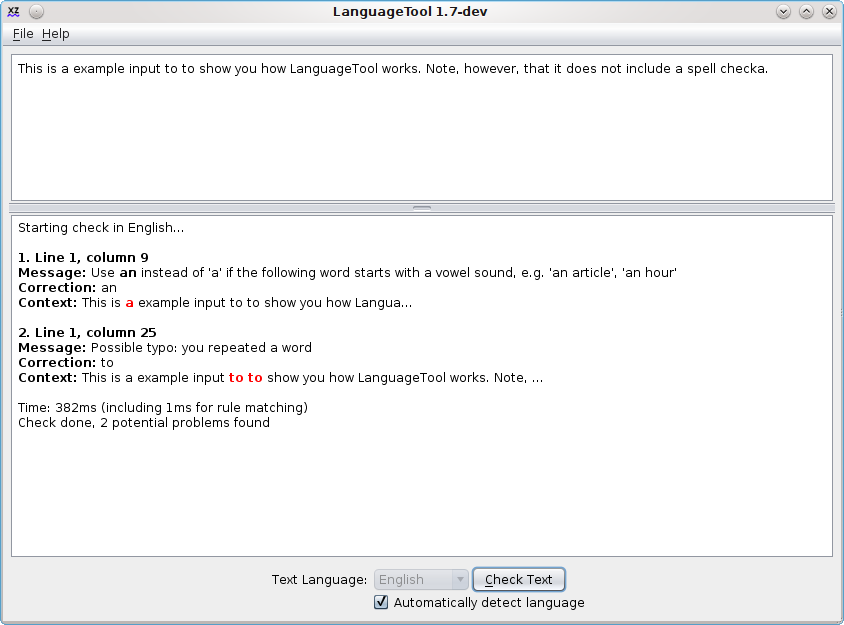 LanguageTool 1.7-dev
File Help
This is a example input to to show you how LanguageTool works. Note, however, that it does not include a spell checka.
Starting check in English...
1. Line 1, column 9
Message: Use an instead of 'a' if the following word starts with a vowel sound, e.g. 'an article', 'an hour'
Correction: an
Context: This is a example input to to show you how Langua...
2. Line 1, column 25
Message: Possible typo: you repeated a word
Correction: to
Context: This is a example input to to show you how LanguageTool works. Note, ...
Time: 382ms (including 1ms for rule matching)
Check done, 2 potential problems found
Text Language: English Check Text
Automatically detect language